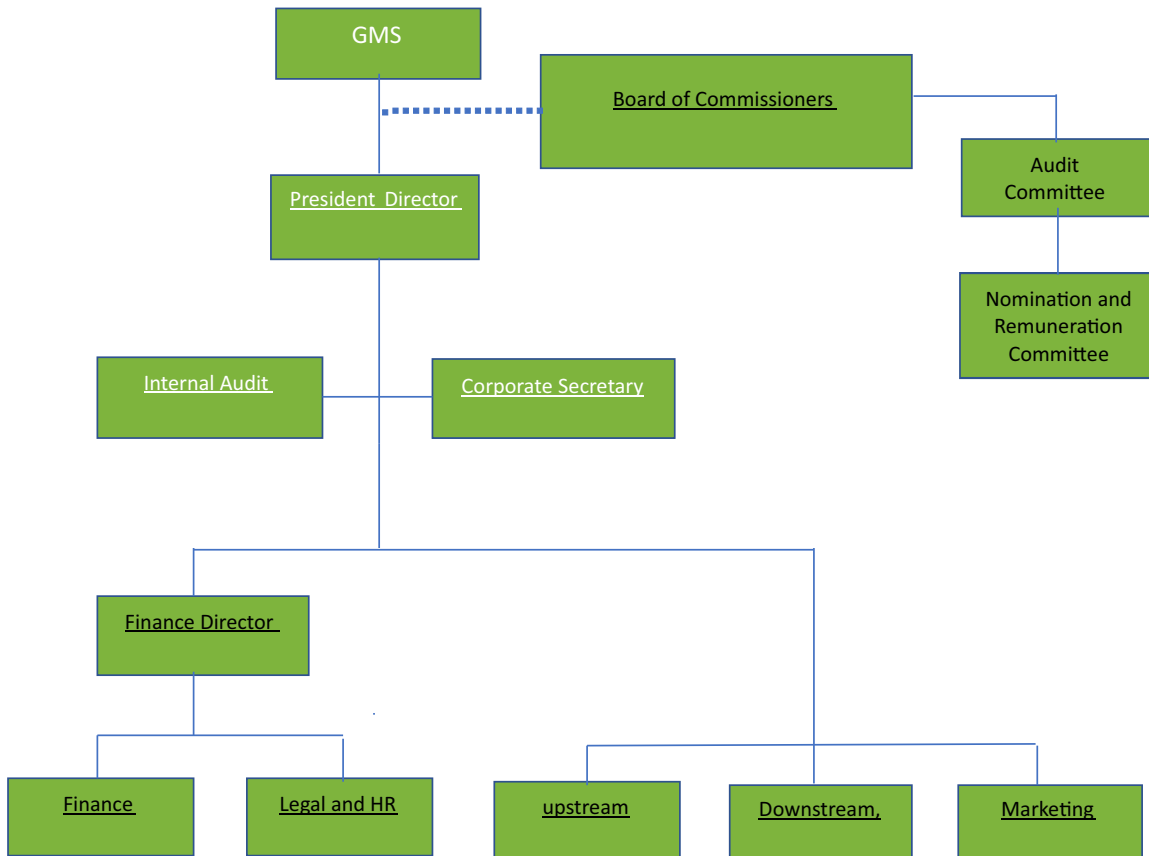 GMS
Board of Commissioners
President Director
Audit
Committee
Nomination and
Remuneration
Committee
Internal Audit
Corporate Secretary
Finance Director
Finance
Legal and HR
upstream
Downstream,
Marketing